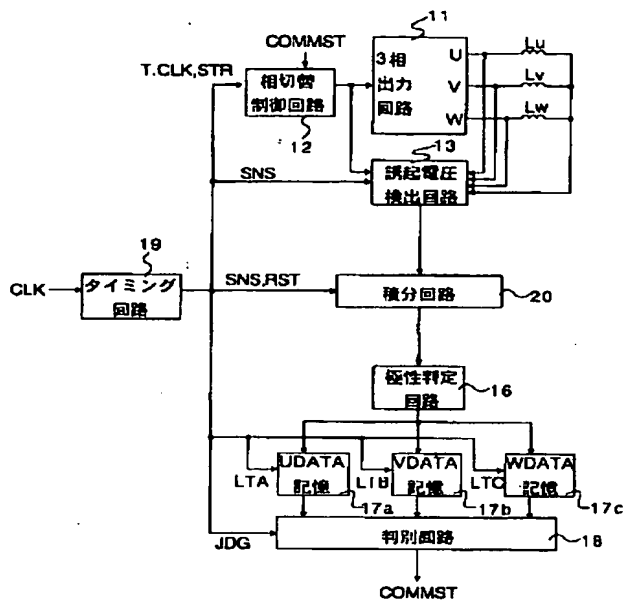 COMMST
11
T.CLK,STR
相切替
制御回路
12
3相
出力
回路
U
V
W
Lu
Lv
Lw
13
SNS
誘起電圧
検出回路
19
CLK
タイミング
回路
SNS,RST
積分回路
20
極性判定
回路
16
LTA
UDATA
記憶
17a
LTB
VDATA
記憶
17b
LTC
WDATA
記憶
17c
JDG
判別回路
18
COMMST